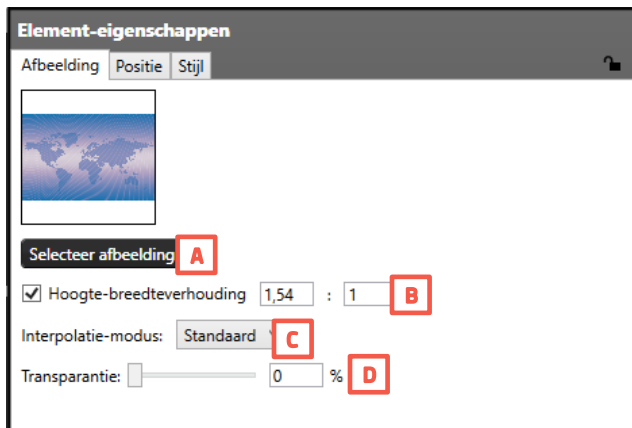 Element-eigenschappen
Afbeelding Positie Stijl
Selecteer afbeelding A
Hoogte-breedteverhouding 1,54 : 1 B
Interpolatie-modus: Standaard C
Transparantie: 0 % D